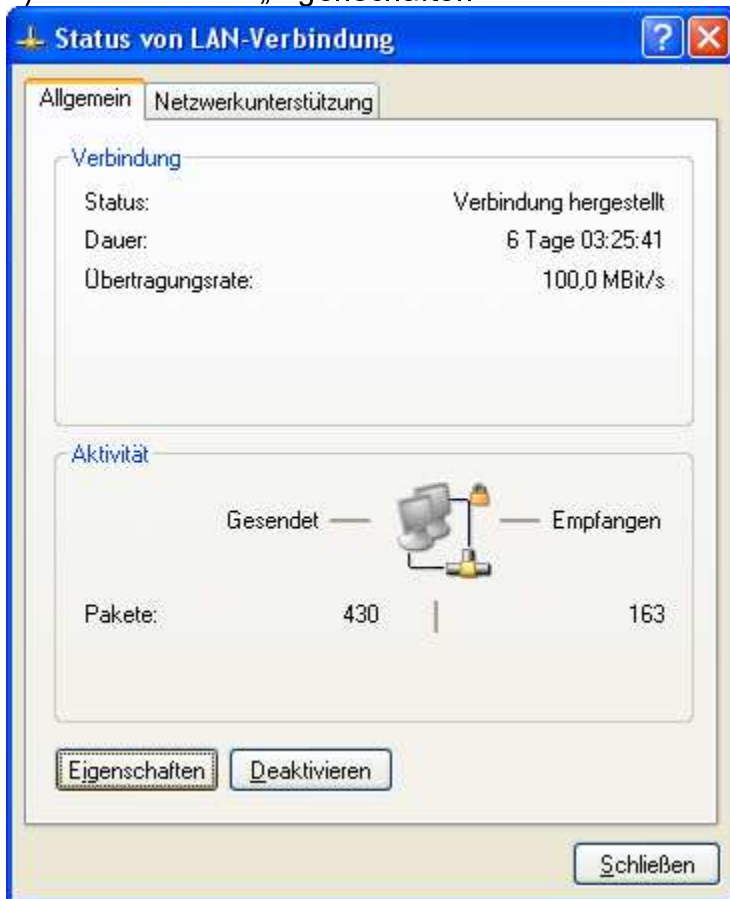 Status von LAN-Verbindung
Allgemein Netzwerkunterstützung
Verbindung
Status: Verbindung hergestellt
Dauer: 6 Tage 03:25:41
Übertragungsrate: 100,0 MBit/s
Aktivität
Gesendet Empfangen
Pakete: 430 163
Eigenschaften Deaktivieren
Schließen